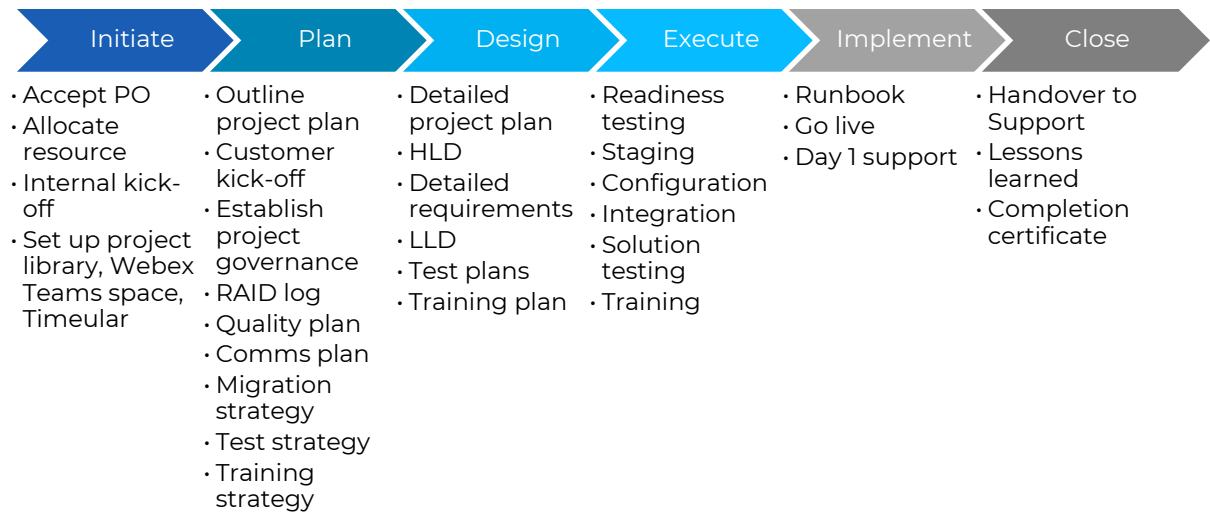 Initiate
Plan
Design
Execute
Implement
Close
· Accept PO
· Allocate
resource
· Internal kick-
off
· Set up project
library, Webex
Teams space,
Timeular
· Outline
project plan
· Customer
kick-off
· Establish
project
governance
· RAID log
· Quality plan
· Comms plan
· Migration
strategy
· Test strategy
· Training
strategy
· Detailed
project plan
· HLD
· Detailed
requirements
· LLD
· Test plans
· Training plan
· Readiness
testing
· Staging
· Configuration
· Integration
· Solution
testing
· Training
· Runbook
· Go live
· Day 1 support
· Handover to
Support
· Lessons
learned
· Completion
certificate